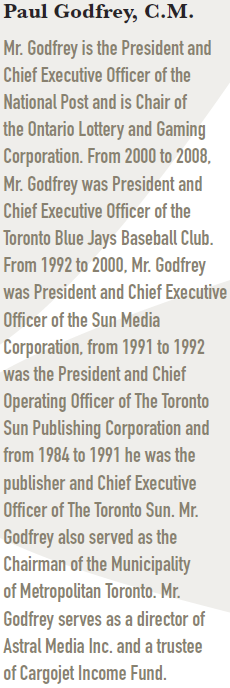 Paul Godfrey, C.M.
Mr. Godfrey is the President and
Chief Executive Officer of the
National Post and is Chair of
the Ontario Lottery and Gaming
Corporation. From 2000 to 2008,
Mr. Godfrey was President and
Chief Executive Officer of the
Toronto Blue Jays Baseball Club.
From 1992 to 2000, Mr. Godfrey
was President and Chief Executive
Officer of the Sun Media
Corporation, from 1991 to 1992
was the President and Chief
Operating Officer of The Toronto
Sun Publishing Corporation and
from 1984 to 1991 he was the
publisher and Chief Executive
Officer of The Toronto Sun. Mr.
Godfrey also served as the
Chairman of the Municipality
of Metropolitan Toronto. Mr.
Godfrey serves as a director of
Astral Media Inc. and a trustee
of Cargojet Income Fund.